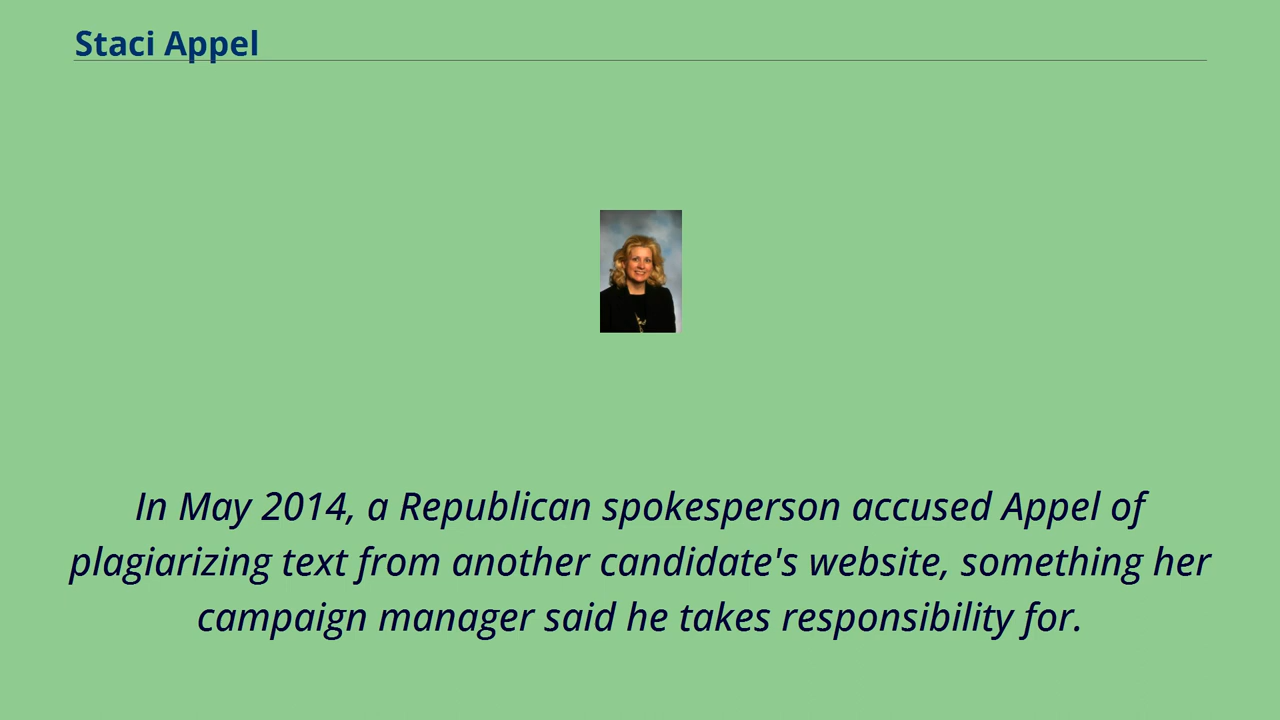 Staci Appel
In May 2014, a Republican spokesperson accused Appel of
plagiarizing text from another candidate's website, something her
campaign manager said he takes responsibility for.